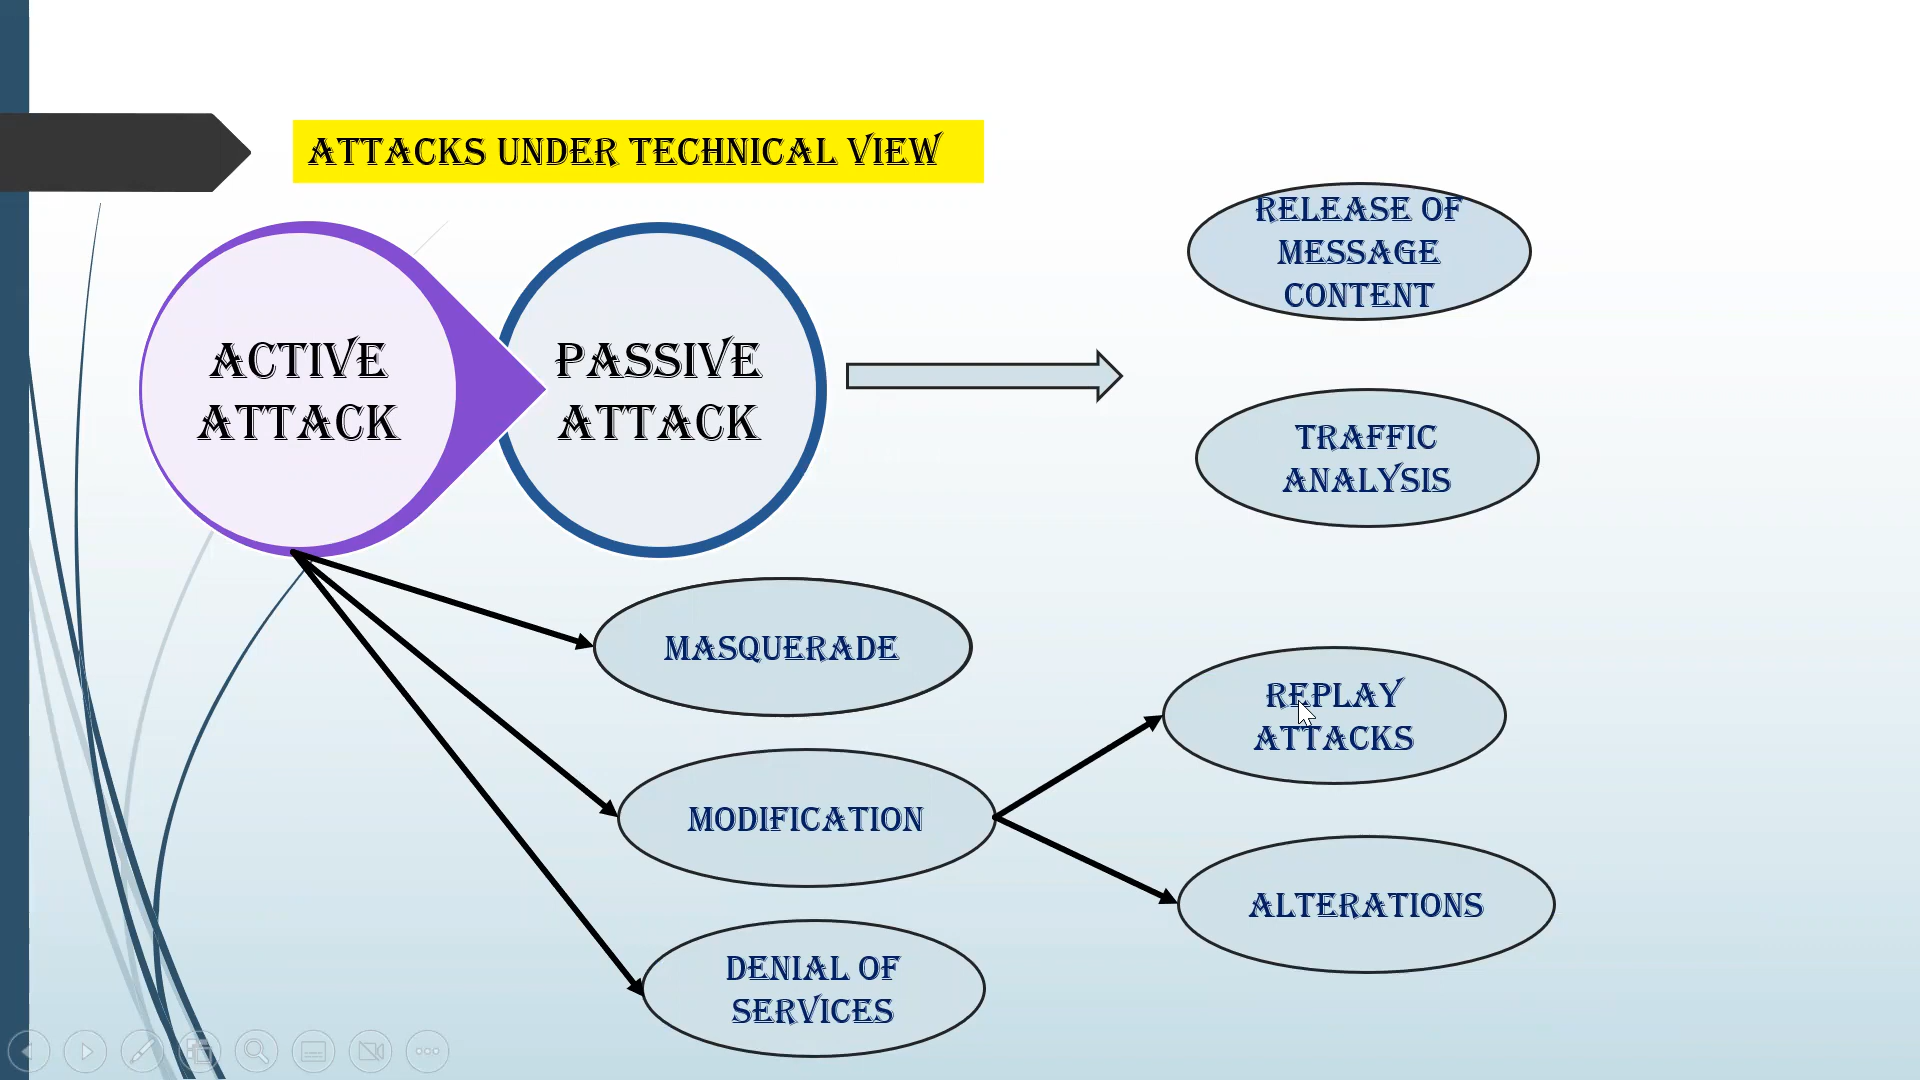 ATTACKS UNDER TECHNICAL VIEW
ACTIVE
ATTACK
PASSIVE
ATTACK
RELEASE OF
MESSAGE
CONTENT
TRAFFIC
ANALYSIS
MASQUERADE
MODIFICATION
DENIAL OF
SERVICES
REPLAY
ATTACKS
ALTERATIONS